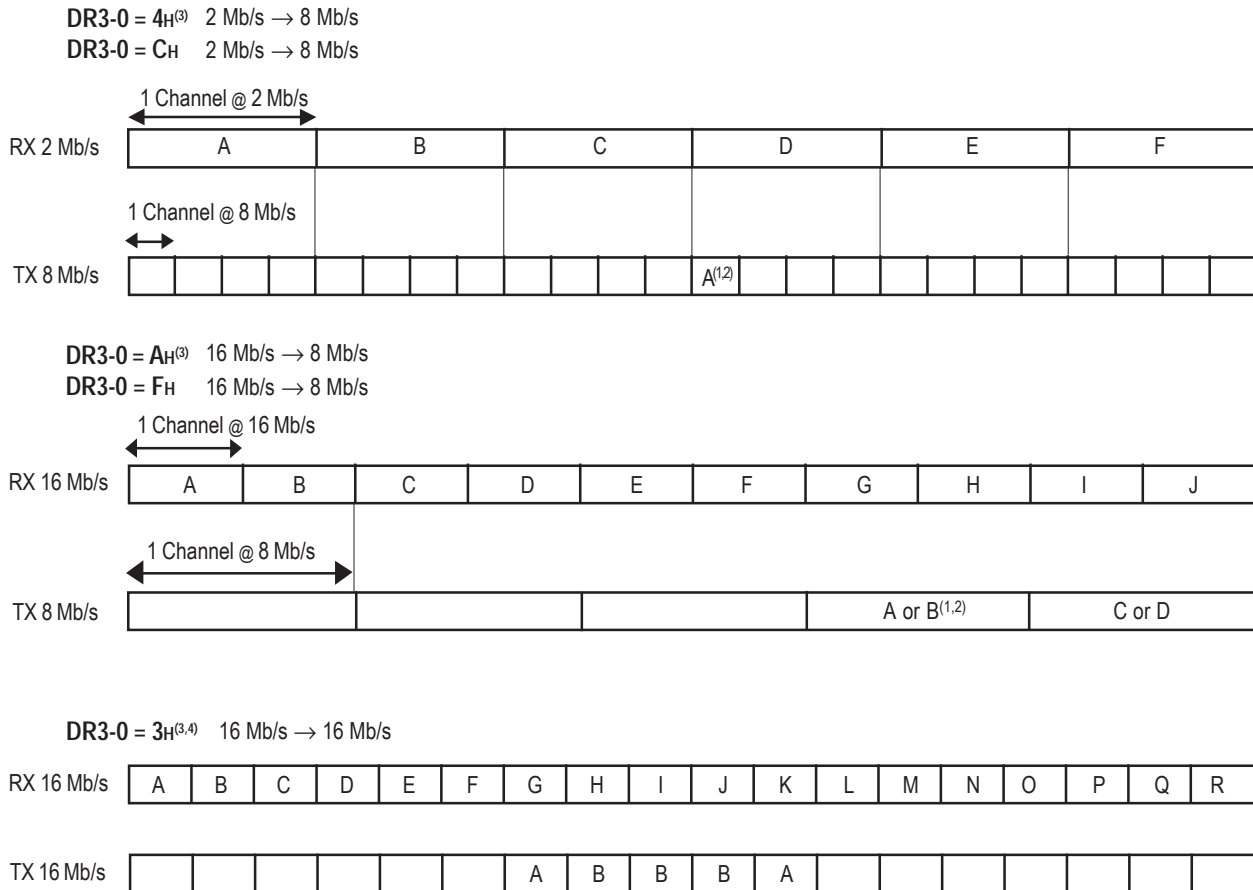 DR3-0 = 4H(3) 2 Mb/s → 8 Mb/s
DR3-0 = CH 2 Mb/s → 8 Mb/s
1 Channel @ 2 Mb/s
RX 2 Mb/s A B C D E F
1 Channel @ 8 Mb/s
TX 8 Mb/s A(1,2)
DR3-0 = AH(3) 16 Mb/s → 8 Mb/s
DR3-0 = FH 16 Mb/s → 8 Mb/s
1 Channel @ 16 Mb/s
RX 16 Mb/s A B C D E F G H I J
1 Channel @ 8 Mb/s
TX 8 Mb/s A or B(1,2) C or D
DR3-0 = 3H(3,4) 16 Mb/s → 16 Mb/s
RX 16 Mb/s A B C D E F G H I J K L M N O P Q R
TX 16 Mb/s A B B B A